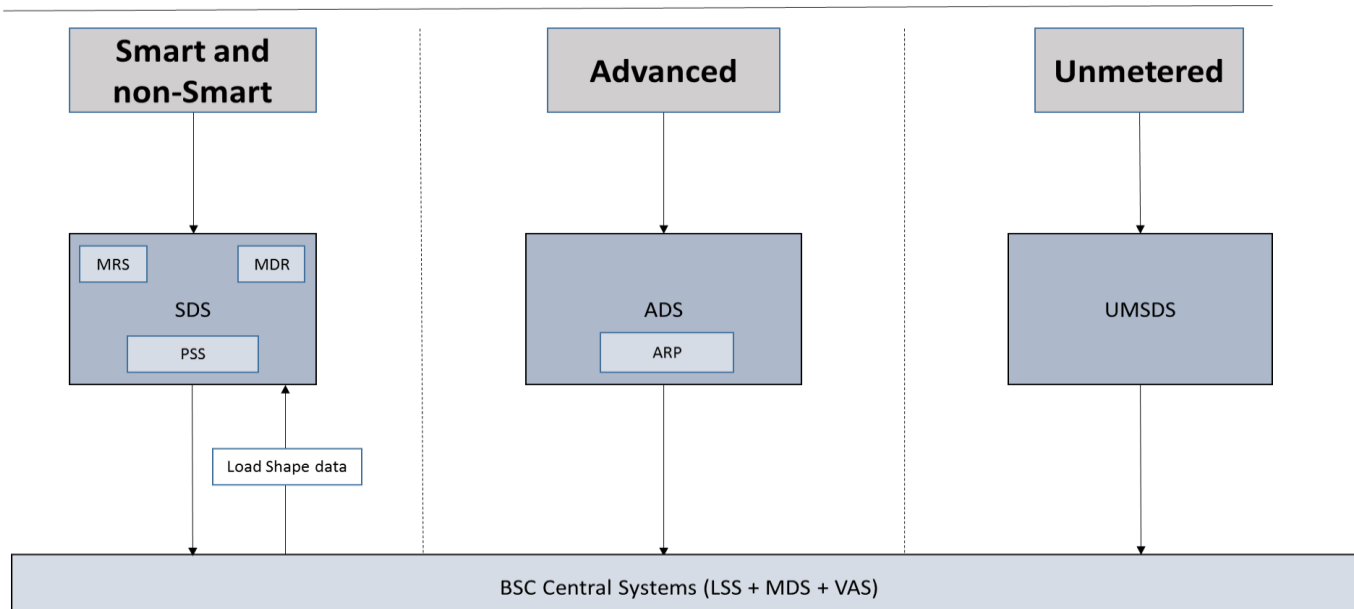 Smart and
non-Smart
Advanced
Unmetered
MRS
MDR
SDS
PSS
ADS
ARP
UMSDS
Load Shape data
BSC Central Systems (LSS + MDS + VAS)